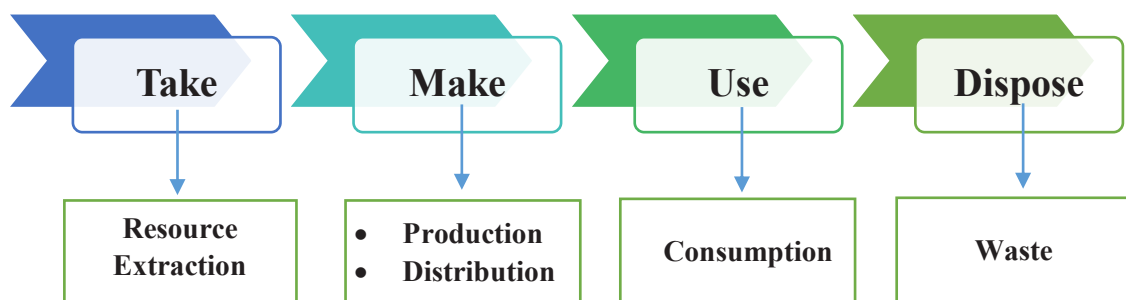 Take
Make
Use
Dispose
Resource
Extraction
• Production
• Distribution
Consumption
Waste